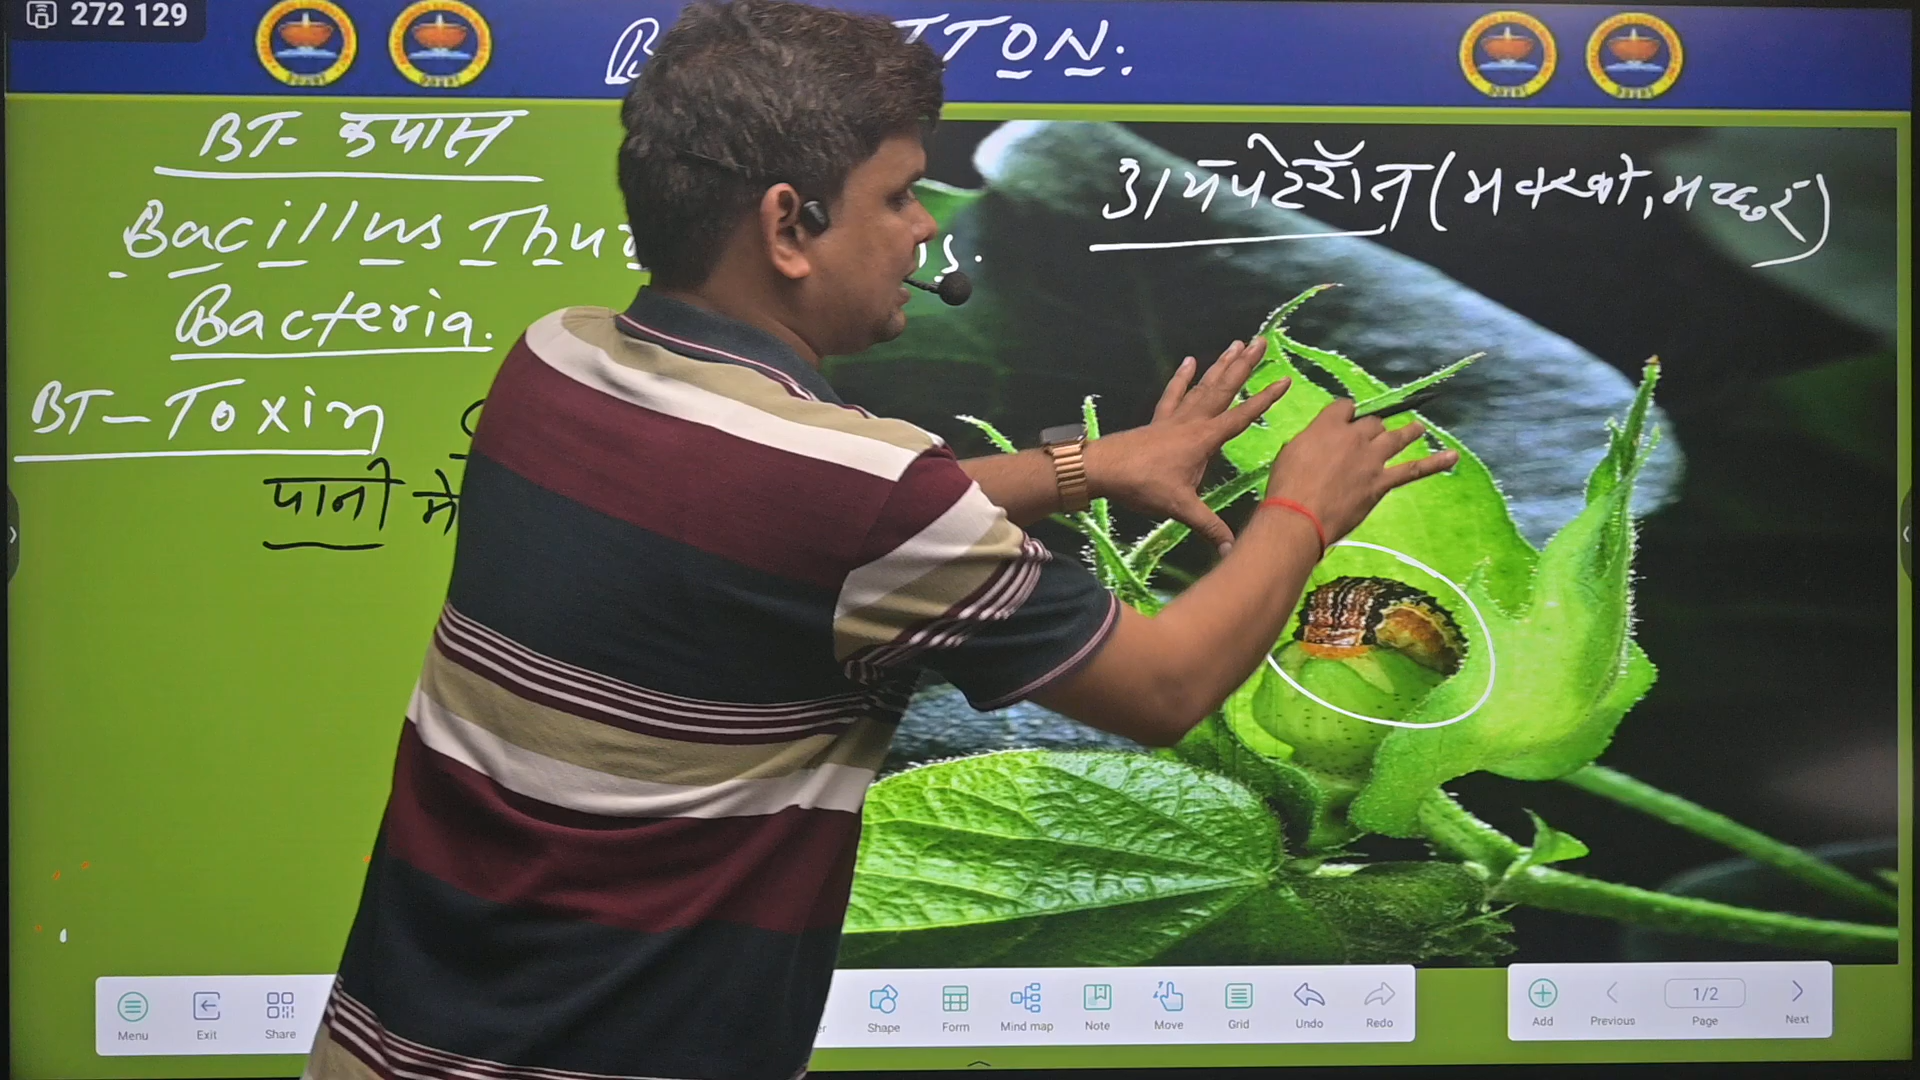 272 129
TTON:
BT- कपास
Bacillus Thu
s.
Bacteria.
BT-Toxin
पानी में
(मक्खी, मच्छर)
Menu
Exit
Share
Shape
Form
Mind map
Note
Move
Grid
Undo
Redo
Add
Previous
1/2
Page
Next